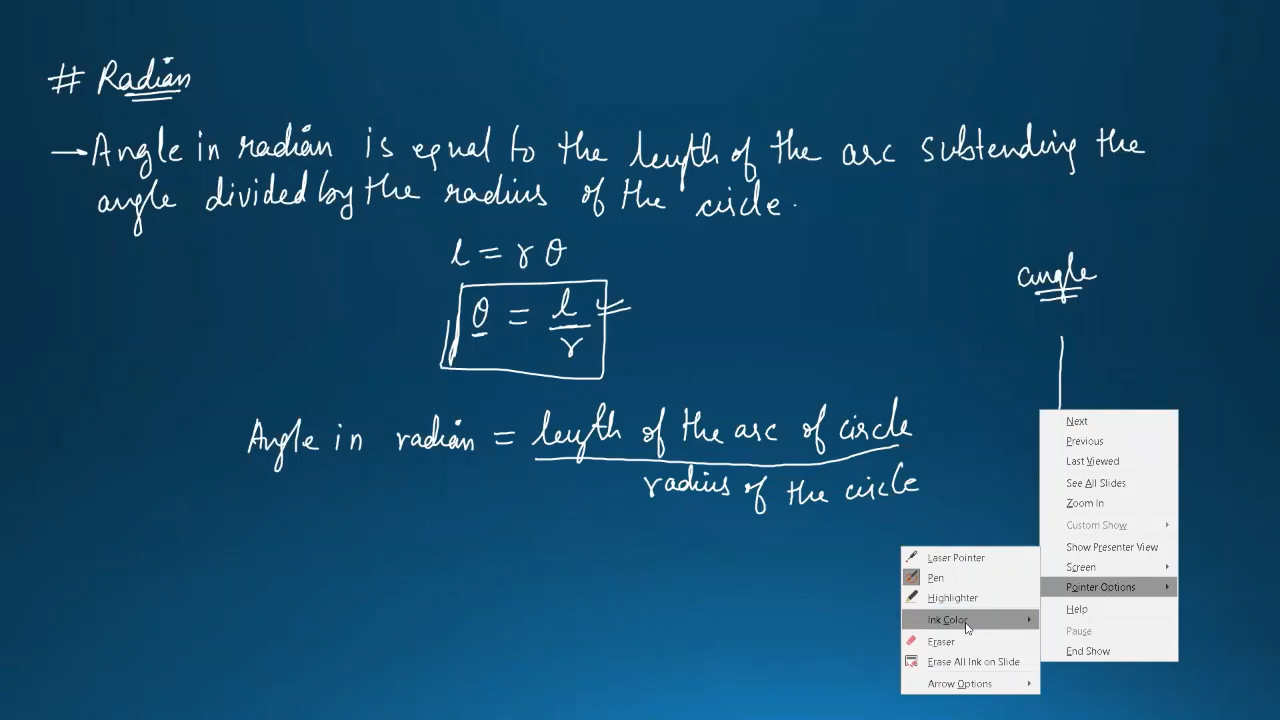 # Radian
→ Angle in radian is equal to the length of the arc subtending the
angle divided by the radius of the circle.
l = r θ
angle
θ = l/r
Angle in radian = length of the arc of circle
radius of the circle
Next
Previous
Last Viewed
See All Slides
Zoom In
Custom Show
Show Presenter View
Screen
Pointer Options
Help
Pause
End Show
Laser Pointer
Pen
Highlighter
Ink Color
Eraser
Erase All Ink on Slide
Arrow Options